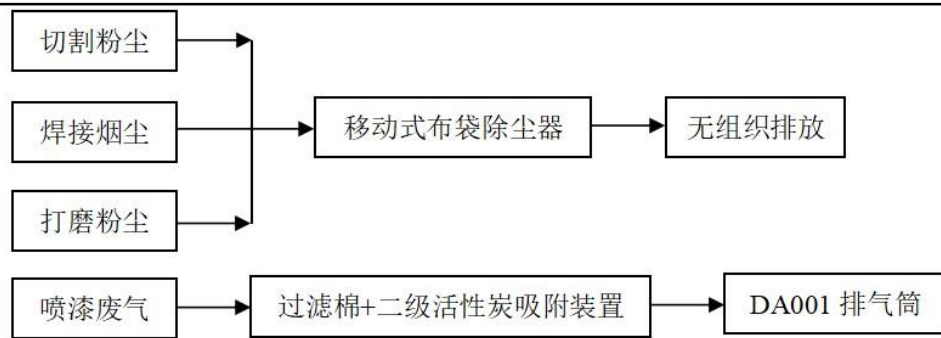 切割粉尘
焊接烟尘
移动式布袋除尘器
无组织排放
打磨粉尘
喷漆废气
过滤棉+二级活性炭吸附装置
DA001 排气筒